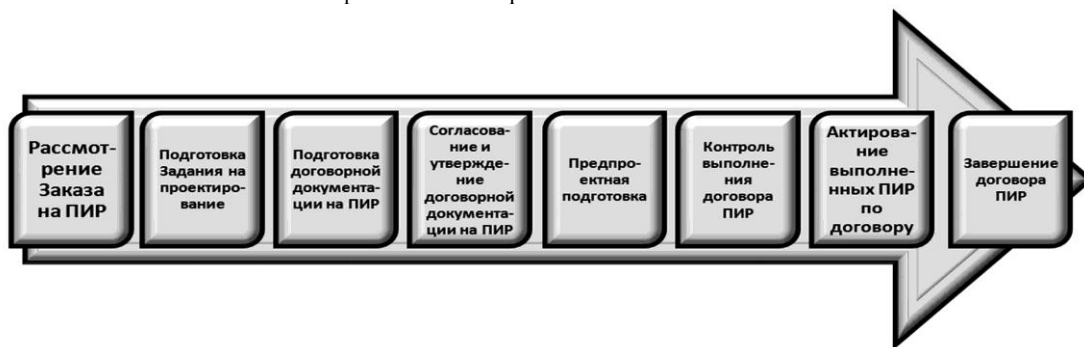 Рассмот-
рение
Заказа
на ПИР
Подготовка
Задания на
проектиро-
вание
Подготовка
договорной
документа-
ции на ПИР
Согласова-
ние и
утвержде-
ние
договорной
документа-
ции на ПИР
Предпро-
ектная
подготовка
Контроль
выполне-
ния
договора
ПИР
Актирова-
ние
выполне-
нных ПИР
по
договору
Завершение
договора
ПИР